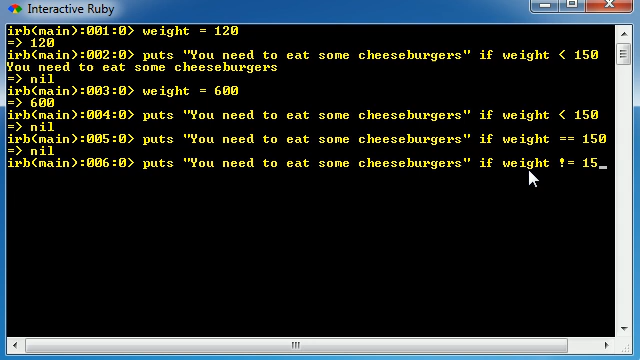 Interactive Ruby
irb(main):001:0> weight = 120
=> 120
irb(main):002:0> puts "You need to eat some cheeseburgers" if weight < 150
You need to eat some cheeseburgers
=> nil
irb(main):003:0> weight = 600
=> 600
irb(main):004:0> puts "You need to eat some cheeseburgers" if weight < 150
=> nil
irb(main):005:0> puts "You need to eat some cheeseburgers" if weight == 150
=> nil
irb(main):006:0> puts "You need to eat some cheeseburgers" if weight != 15_